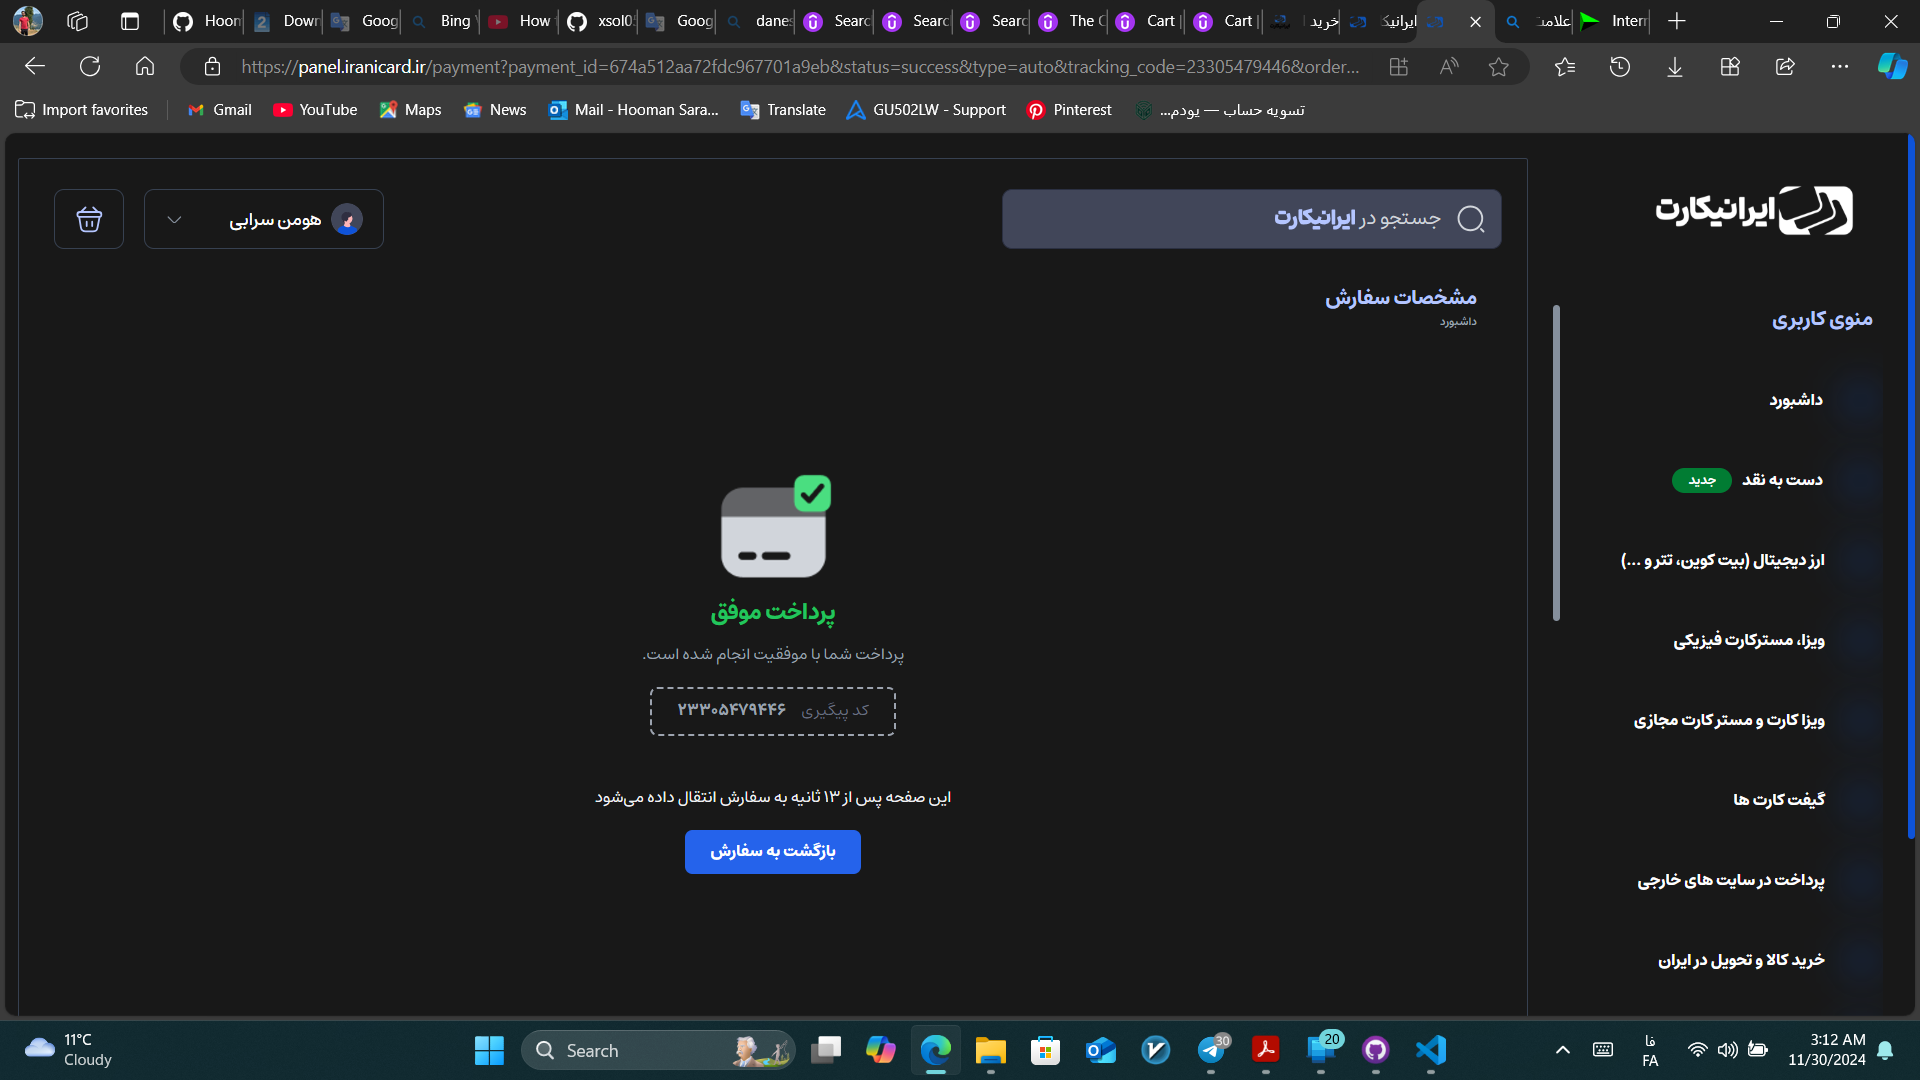 Hoon
Dowr
Goog
Bing
How
xsol0
Goog
danes
Searc
Searc
Searc
The C
Cart
Cart
خرید
ایرانیک
علامت
Interr
https://panel.iranicard.ir/payment?payment_id=674a512aa72fdc967701a9eb&status=success&type=auto&tracking_code=23305479446&order...
Import favorites
Gmail
YouTube
Maps
News
Mail - Hooman Sara...
Translate
GU502LW - Support
Pinterest
تسویه حساب — یودم...
ایرانیکارت
جستجو در ایرانیکارت
هومن سرابی
مشخصات سفارش
داشبورد
منوی کاربری
داشبورد
دست به نقد جدید
ارز دیجیتال (بیت کوین، تتر و ...)
ویزا، مسترکارت فیزیکی
ویزا کارت و مستر کارت مجازی
گیفت کارت ها
پرداخت در سایت های خارجی
خرید کالا و تحویل در ایران
پرداخت موفق
پرداخت شما با موفقیت انجام شده است.
کد پیگیری ۲۳۳۰۵۴۷۹۴۴۶
این صفحه پس از ۱۳ ثانیه به سفارش انتقال داده می‌شود
بازگشت به سفارش
11°C
Cloudy
Search
30
20
فا
FA
3:12 AM
11/30/2024